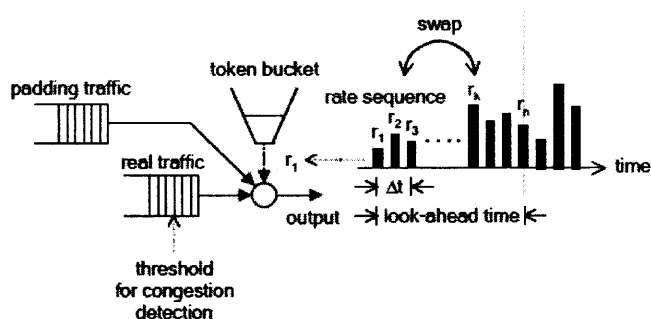 swap
token bucket
padding traffic
rate sequence
r₁ r₂ r₃ .... rₖ rₕ
real traffic
r₁
time
Δt
output
look-ahead time
threshold
for congestion
detection